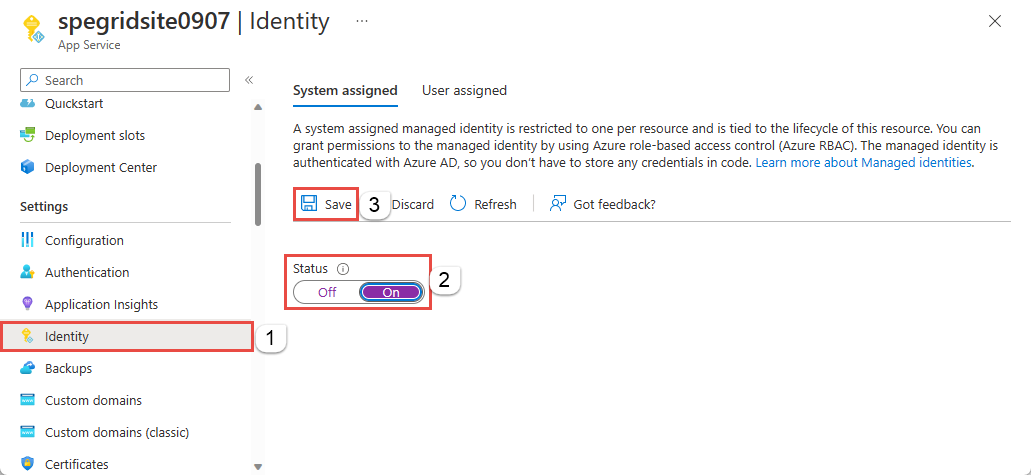 spegridsite0907 | Identity ...
App Service
Search «
Quickstart
Deployment slots
Deployment Center
Settings
Configuration
Authentication
Application Insights
Identity
1
Backups
Custom domains
Custom domains (classic)
Certificates
System assigned User assigned
A system assigned managed identity is restricted to one per resource and is tied to the lifecycle of this resource. You can
grant permissions to the managed identity by using Azure role-based access control (Azure RBAC). The managed identity is
authenticated with Azure AD, so you don't have to store any credentials in code. Learn more about Managed identities.
Save 3 Discard Refresh Got feedback?
Status
Off On 2